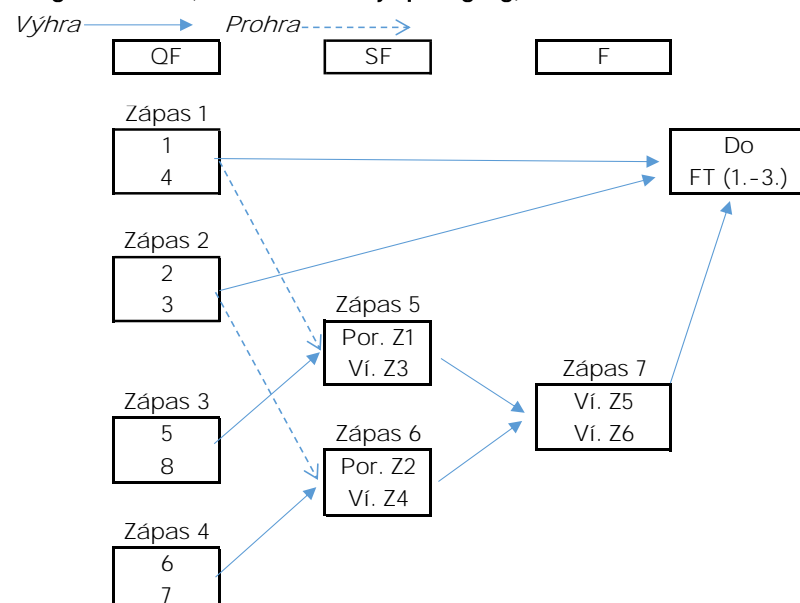 Výhra
Prohra
QF
SF
F
Zápas 1
1
4
Do
FT (1.-3.)
Zápas 2
2
3
Zápas 5
Por. Z1
Ví. Z3
Zápas 7
Ví. Z5
Ví. Z6
Zápas 3
5
8
Zápas 6
Por. Z2
Ví. Z4
Zápas 4
6
7